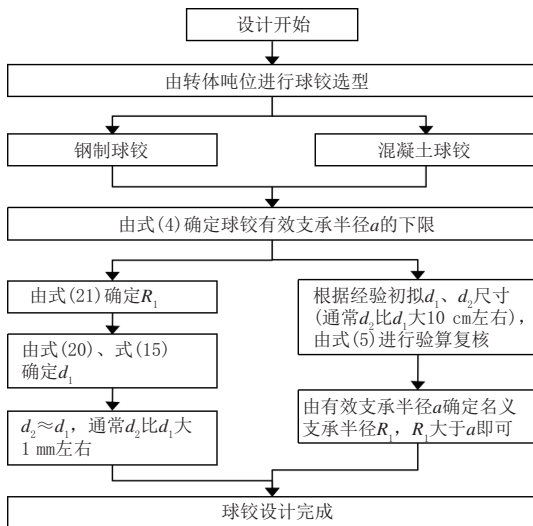 设计开始
由转体吨位进行球铰选型
钢制球铰
混凝土球铰
由式(4)确定球铰有效支承半径a的下限
由式(21)确定R₁
由式(20)、式(15)
确定d₁
d₂≈d₁，通常d₂比d₁大
1 mm左右
根据经验初拟d₁、d₂尺寸
(通常d₂比d₁大10 cm左右)，
由式(5)进行验算复核
由有效支承半径a确定名义
支承半径R₁，R₁大于a即可
球铰设计完成